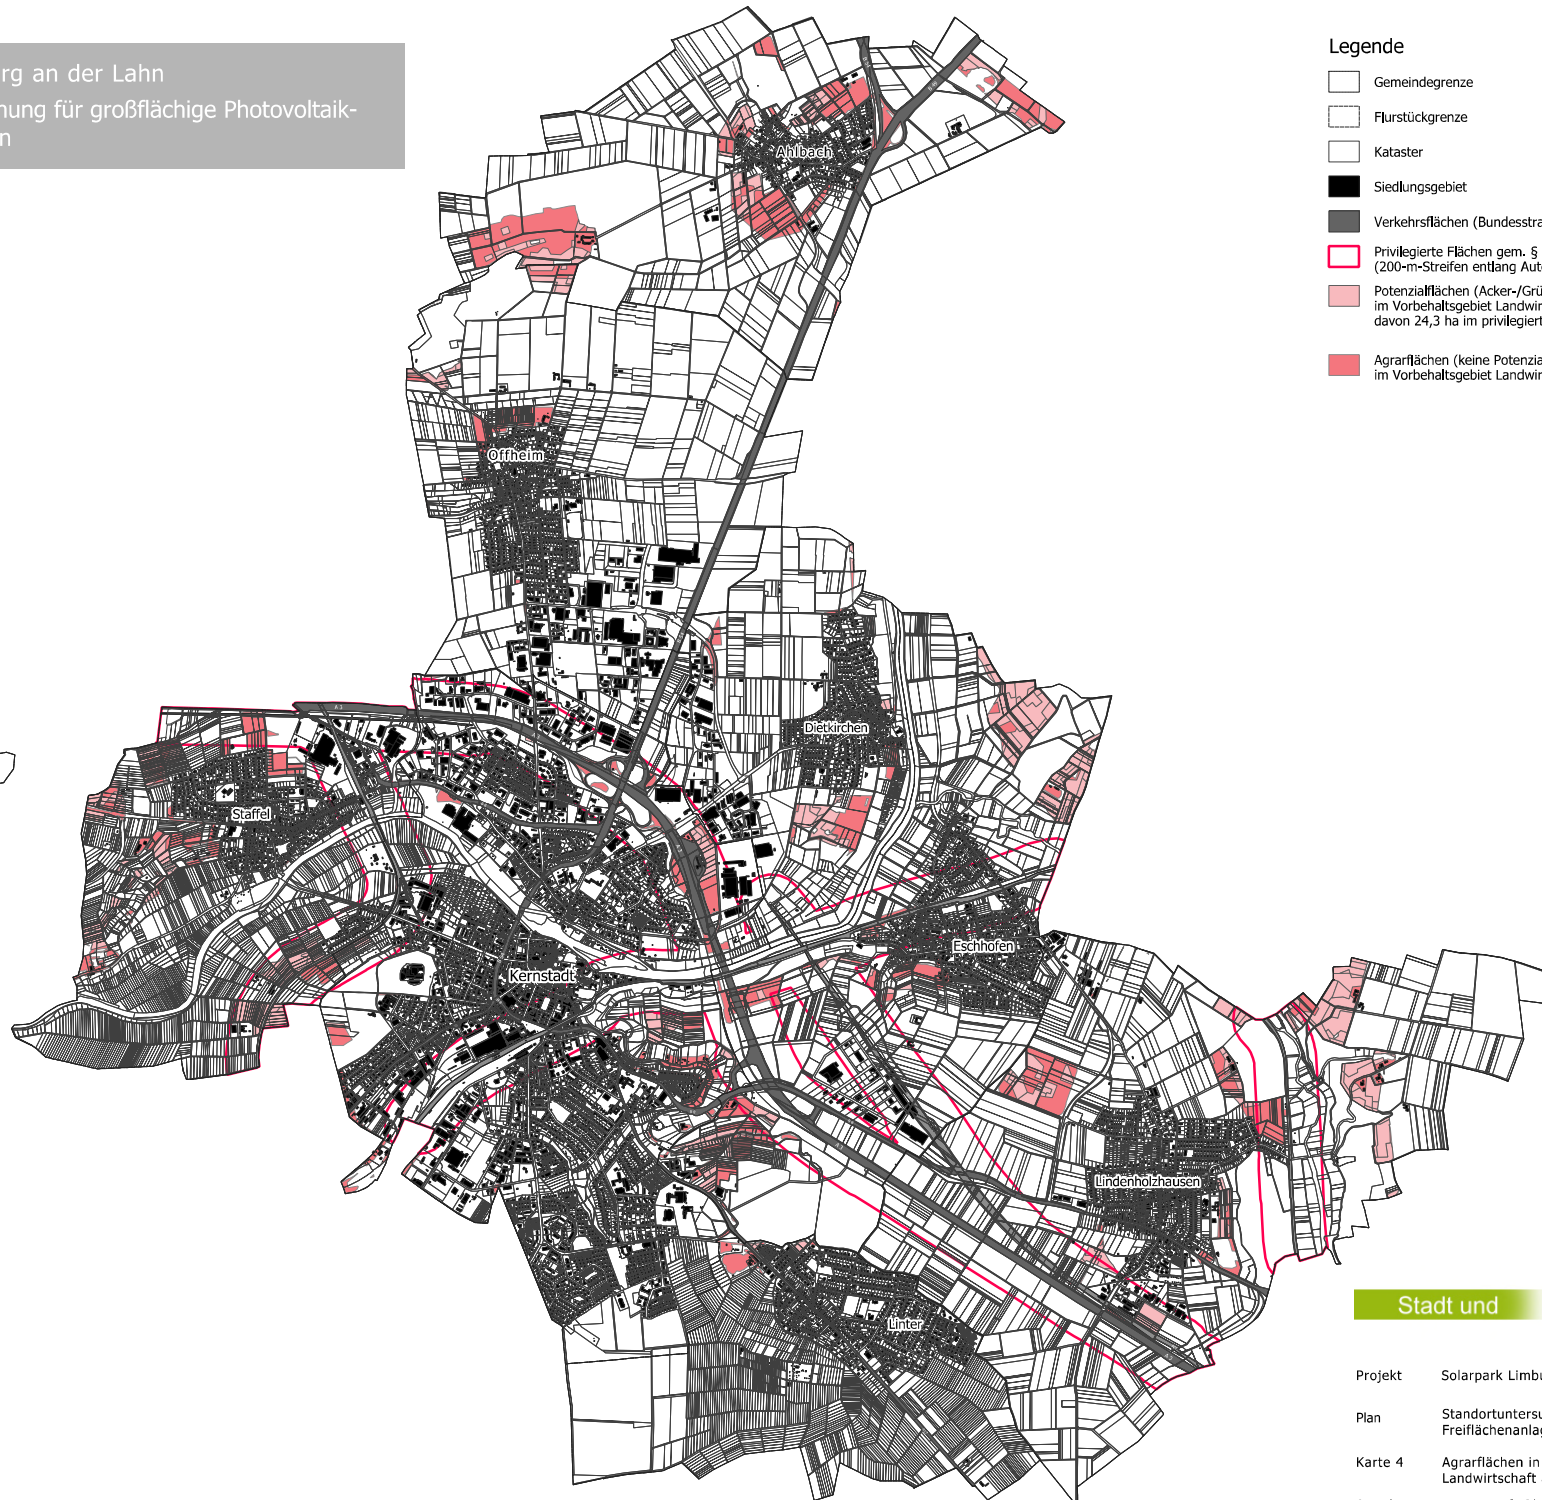 rg an der Lahn
nung für großflächige Photovoltaik-
n
Legende
Gemeindegrenze
Flurstückgrenze
Kataster
Siedlungsgebiet
Verkehrsflächen (Bundesstra
Privilegierte Flächen gem. §
(200-m-Streifen entlang Aut
Potenzialflächen (Acker-/Grü
im Vorbehaltsgebiet Landwir
davon 24,3 ha im privilegiert
Agrarflächen (keine Potenzia
im Vorbehaltsgebiet Landwir
Ahlbach
Offheim
Dietkirchen
A 3
Staffel
Eschhofen
Kernstadt
Lindenholzhausen
Linter
Stadt und
Projekt Solarpark Limbu
Plan Standortuntersu
Freiflächenanlag
Karte 4 Agrarflächen in
Landwirtschaft